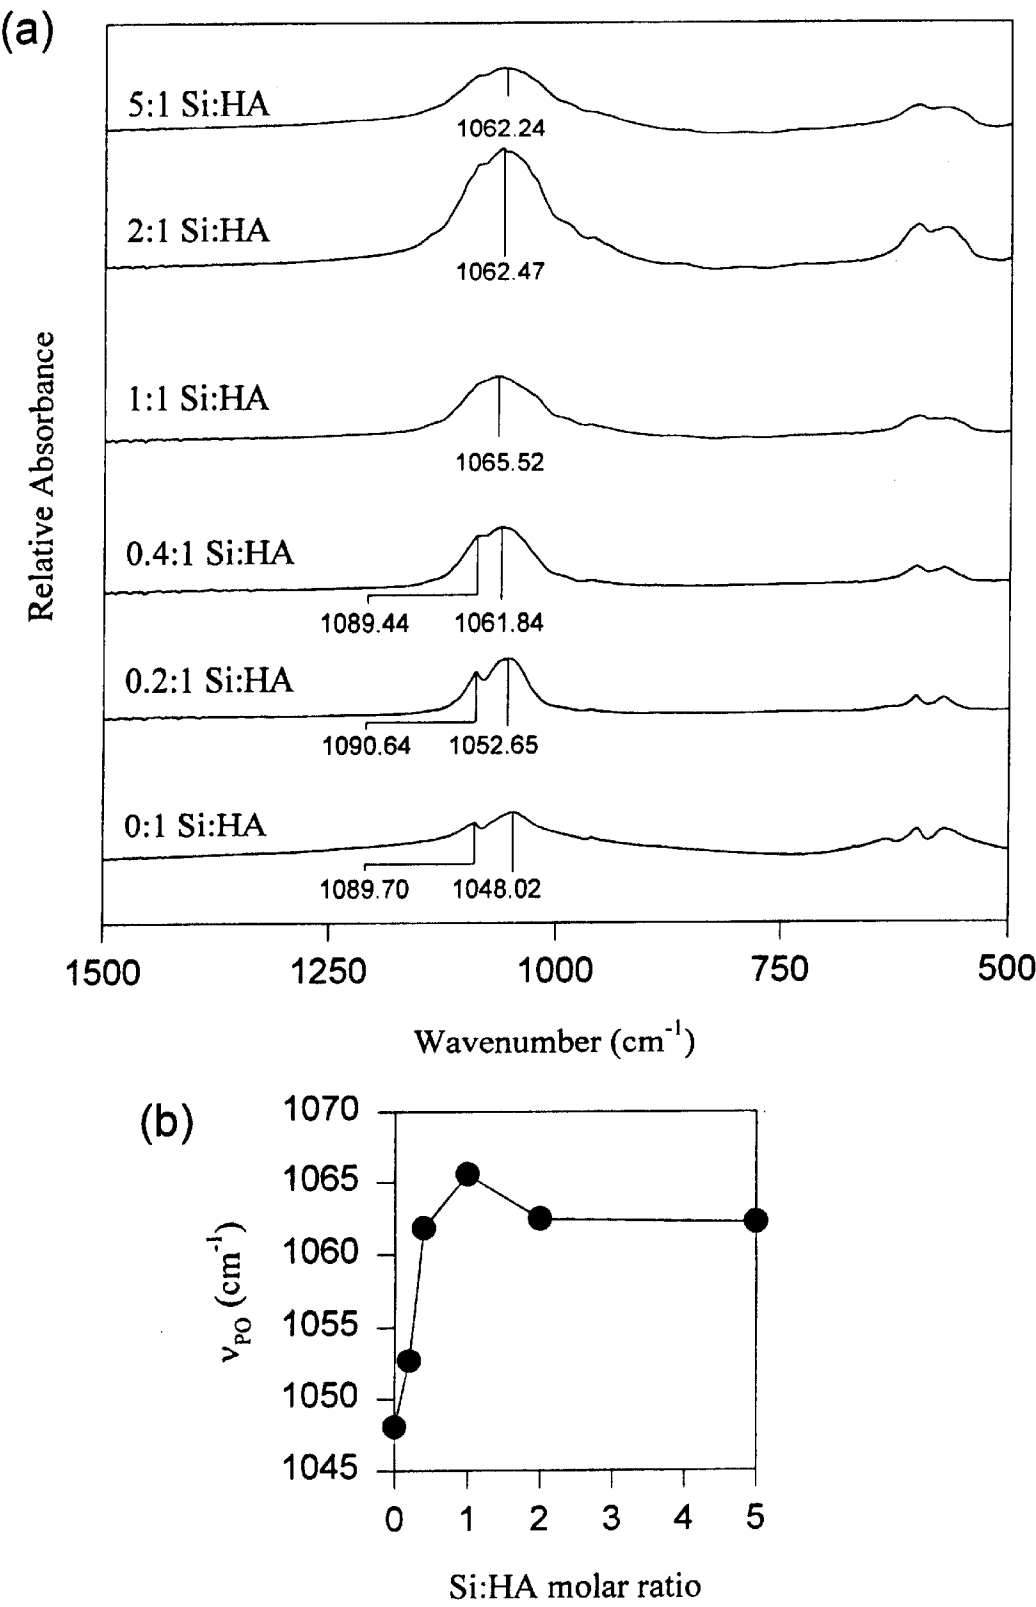 (a)
5:1 Si:HA
1062.24
2:1 Si:HA
1062.47
1:1 Si:HA
1065.52
0.4:1 Si:HA
1089.44 1061.84
0.2:1 Si:HA
1090.64 1052.65
0:1 Si:HA
1089.70 1048.02
Relative Absorbance
1500 1250 1000 750 500
Wavenumber (cm⁻¹)
(b)
1070
1065
1060
1055
1050
1045
νPO (cm⁻¹)
0 1 2 3 4 5
Si:HA molar ratio